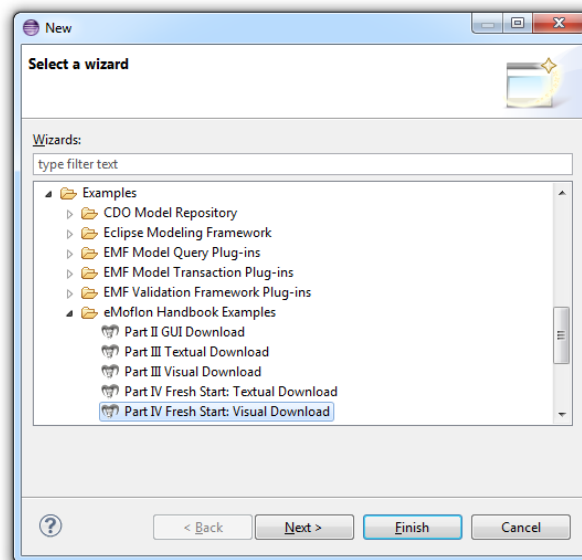 New
Select a wizard
Wizards:
type filter text
Examples
CDO Model Repository
Eclipse Modeling Framework
EMF Model Query Plug-ins
EMF Model Transaction Plug-ins
EMF Validation Framework Plug-ins
eMoflon Handbook Examples
Part II GUI Download
Part III Textual Download
Part III Visual Download
Part IV Fresh Start: Textual Download
Part IV Fresh Start: Visual Download
? < Back Next > Finish Cancel